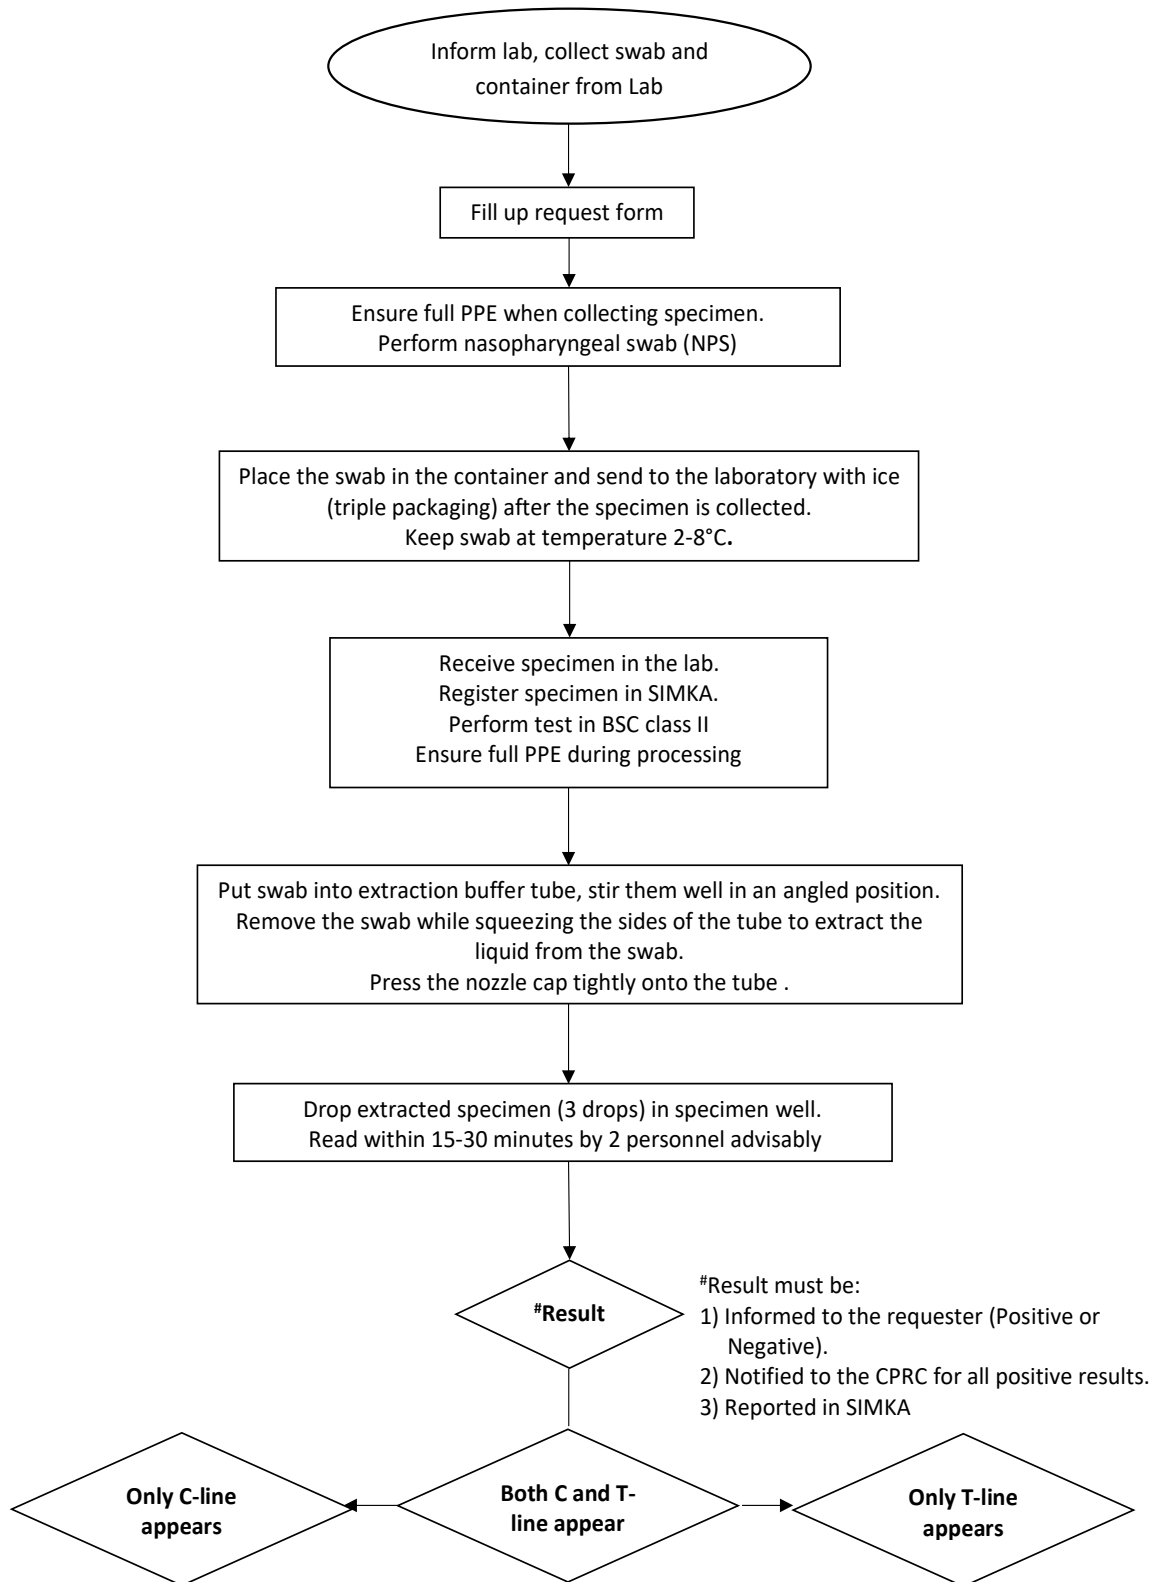 Inform lab, collect swab and
container from Lab
Fill up request form
Ensure full PPE when collecting specimen.
Perform nasopharyngeal swab (NPS)
Place the swab in the container and send to the laboratory with ice
(triple packaging) after the specimen is collected.
Keep swab at temperature 2-8°C.
Receive specimen in the lab.
Register specimen in SIMKA.
Perform test in BSC class II
Ensure full PPE during processing
Put swab into extraction buffer tube, stir them well in an angled position.
Remove the swab while squeezing the sides of the tube to extract the
liquid from the swab.
Press the nozzle cap tightly onto the tube .
Drop extracted specimen (3 drops) in specimen well.
Read within 15-30 minutes by 2 personnel advisably
#Result
#Result must be:
1) Informed to the requester (Positive or
Negative).
2) Notified to the CPRC for all positive results.
3) Reported in SIMKA
Only C-line
appears
Both C and T-
line appear
Only T-line
appears